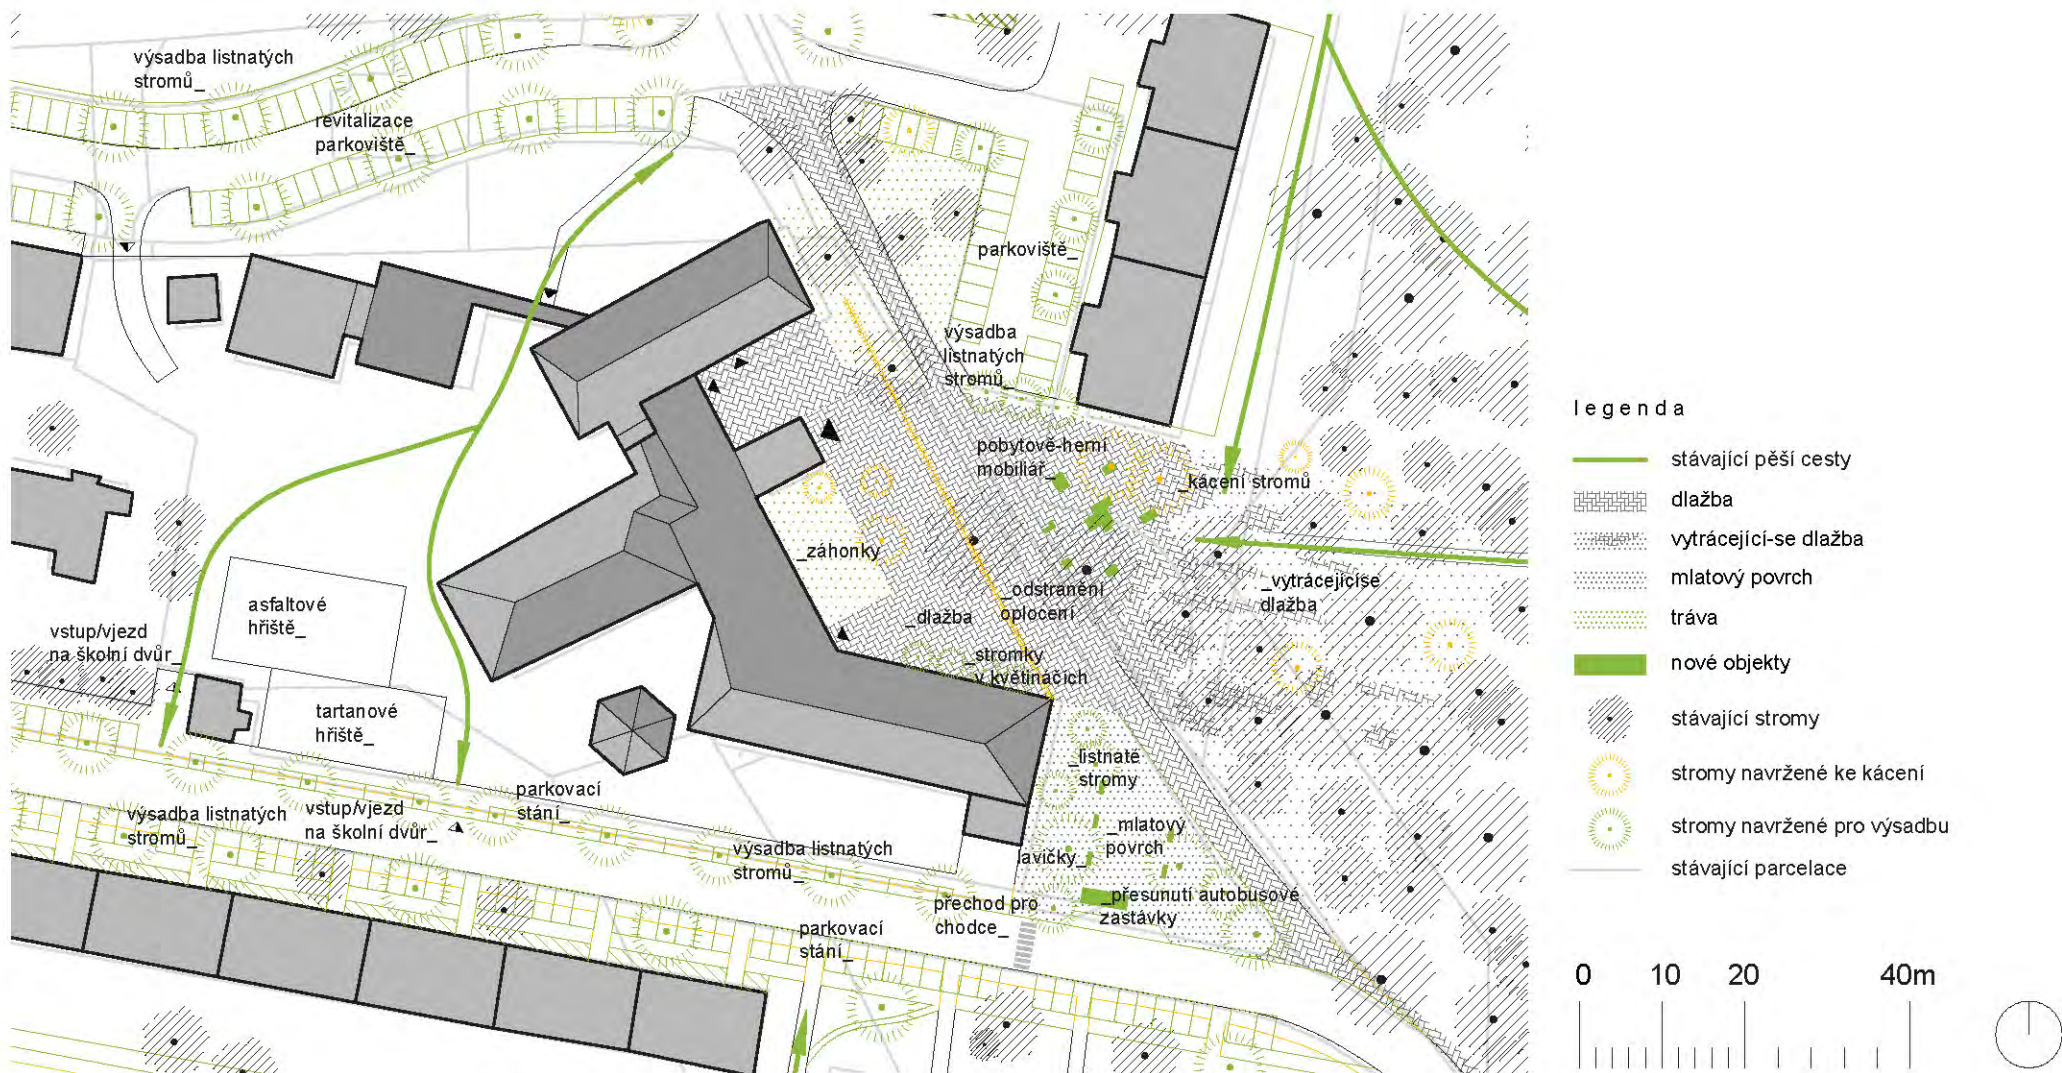 výsadba listnatých
stromů_
revitalizace
parkoviště_
parkoviště_
výsadba
listnatých
stromů_
pobytově-herní
mobiliář_
_kácení stromů
_záhonky
_odstranění
oplocení
_vytrácejícíse
dlažba
_dlažba
_stromky
v květináčích
asfaltové
hřiště_
vstup/vjezd
na školní dvůr_
tartanové
hřiště_
_listnaté
stromy
parkovací
stání_
výsadba listnatých
stromů_
vstup/vjezd
na školní dvůr_
_mlatový
povrch
výsadba listnatých
stromů_
lavičky_
_přesunutí autobusové
zastávky
přechod pro
chodce_
parkovací
stání_
legenda
stávající pěší cesty
dlažba
vytrácející-se dlažba
mlatový povrch
tráva
nové objekty
stávající stromy
stromy navržené ke kácení
stromy navržené pro výsadbu
stávající parcelace
0 10 20 40m